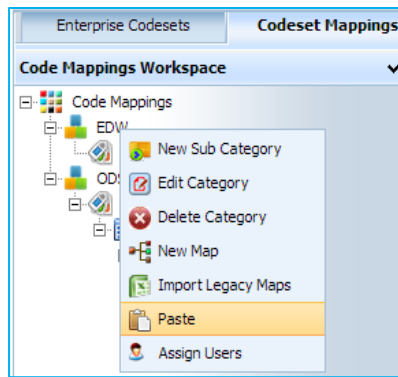 Enterprise Codesets Codeset Mappings
Code Mappings Workspace
Code Mappings
EDW
New Sub Category
ODS
Edit Category
Delete Category
New Map
Import Legacy Maps
Paste
Assign Users